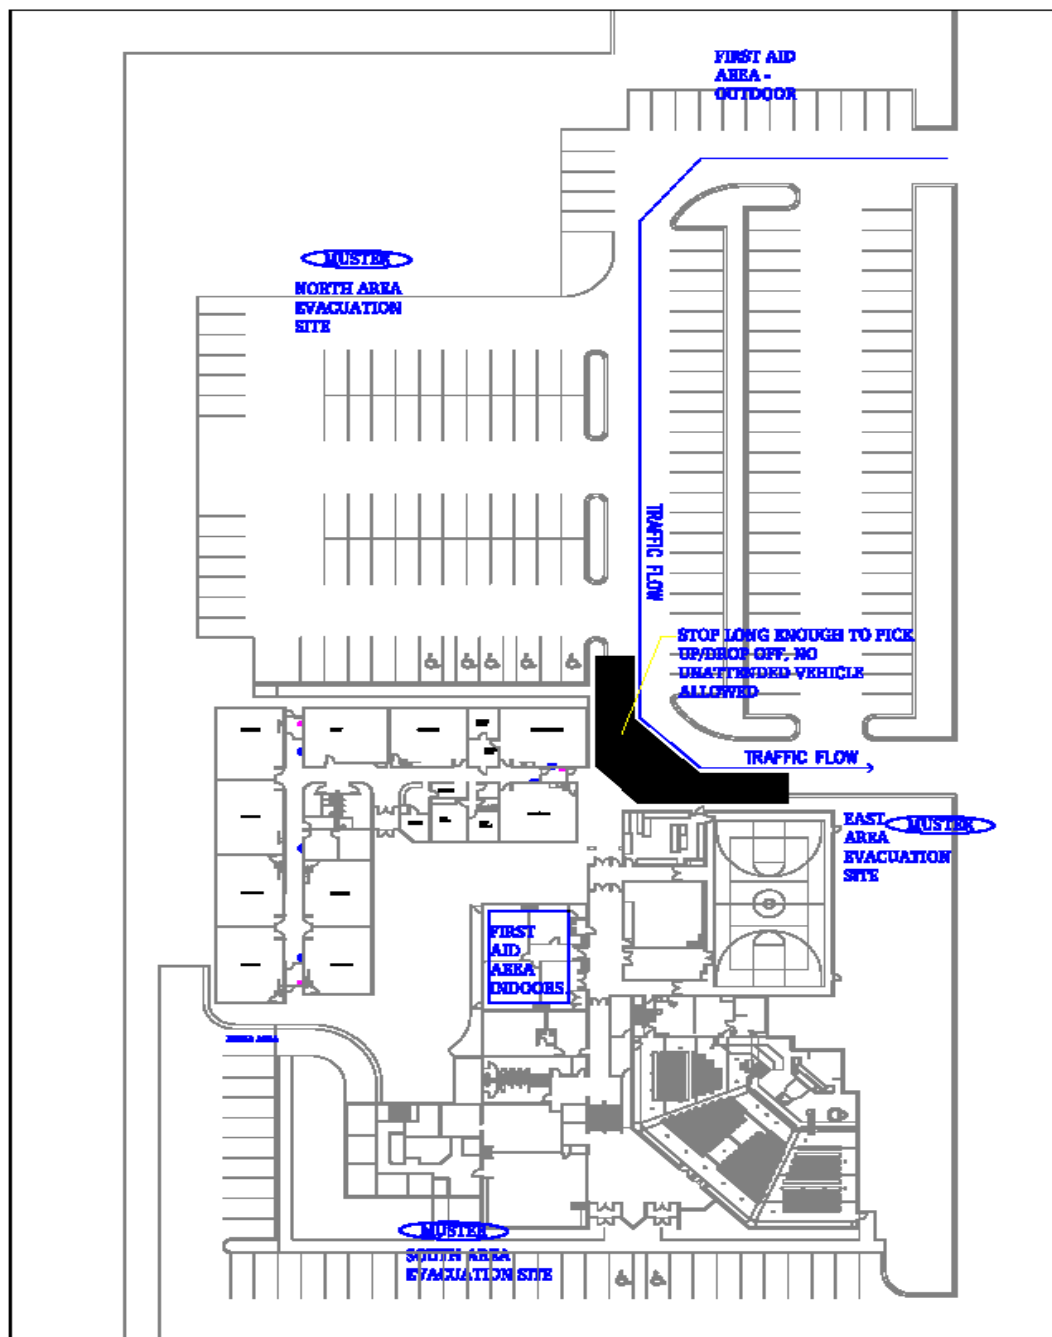 FIRST AID
AREA -
OUTDOOR
MUSTER
NORTH AREA
EVACUATION
SITE
TRAFFIC FLOW
STOP LONG ENOUGH TO PICK
UP/DROP OFF, NO
UNATTENDED VEHICLE
ALLOWED
TRAFFIC FLOW
EAST
AREA
EVACUATION
SITE
MUSTER
FIRST
AID
AREA
INDOORS.
MUSTER
SOUTH AREA
EVACUATION SITE